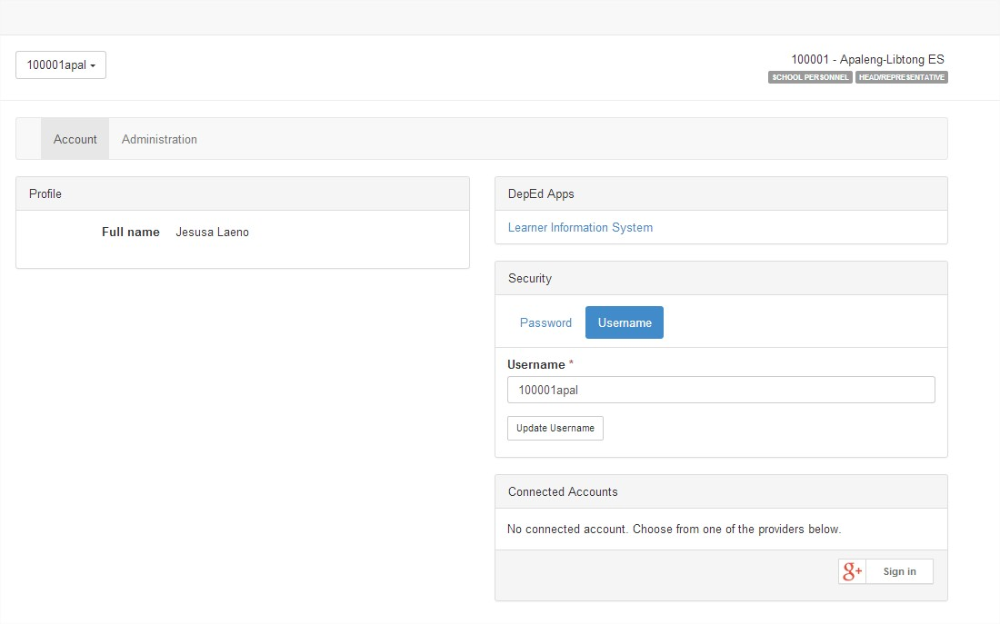 100001apal
100001 - Apaleng-Libtong ES
SCHOOL PERSONNEL HEAD/REPRESENTATIVE
Account Administration
Profile
Full name Jesusa Laeno
DepEd Apps
Learner Information System
Security
Password Username
Username *
100001apal
Update Username
Connected Accounts
No connected account. Choose from one of the providers below.
g+ Sign in